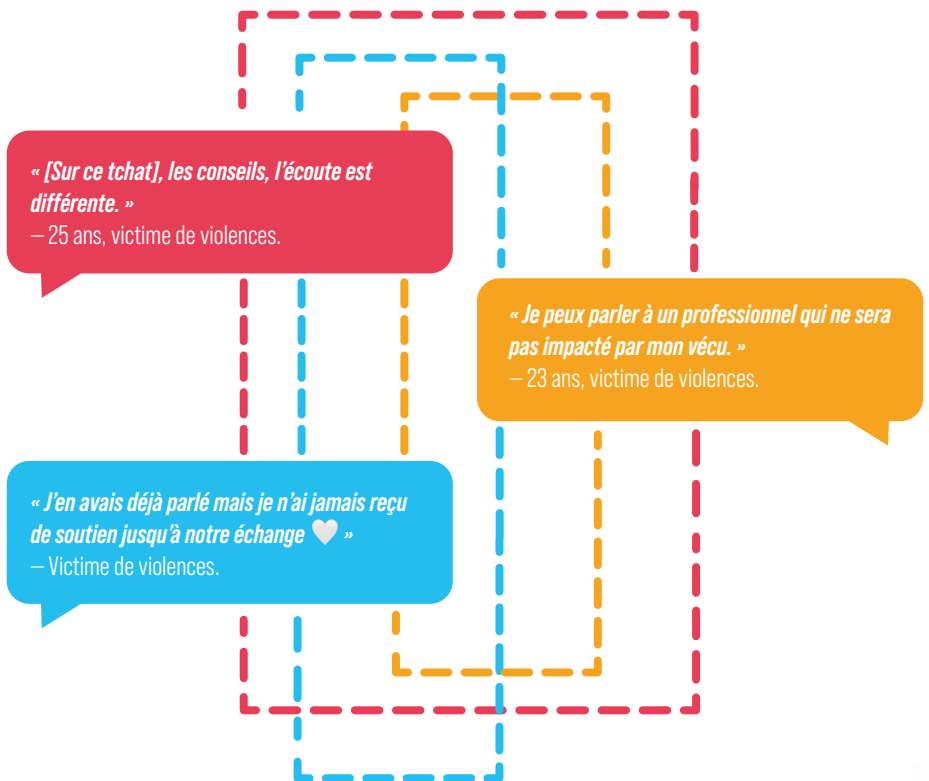 « [Sur ce tchat], les conseils, l'écoute est
différente. »
– 25 ans, victime de violences.
« Je peux parler à un professionnel qui ne sera
pas impacté par mon vécu. »
– 23 ans, victime de violences.
« J'en avais déjà parlé mais je n'ai jamais reçu
de soutien jusqu'à notre échange 🤍 »
– Victime de violences.